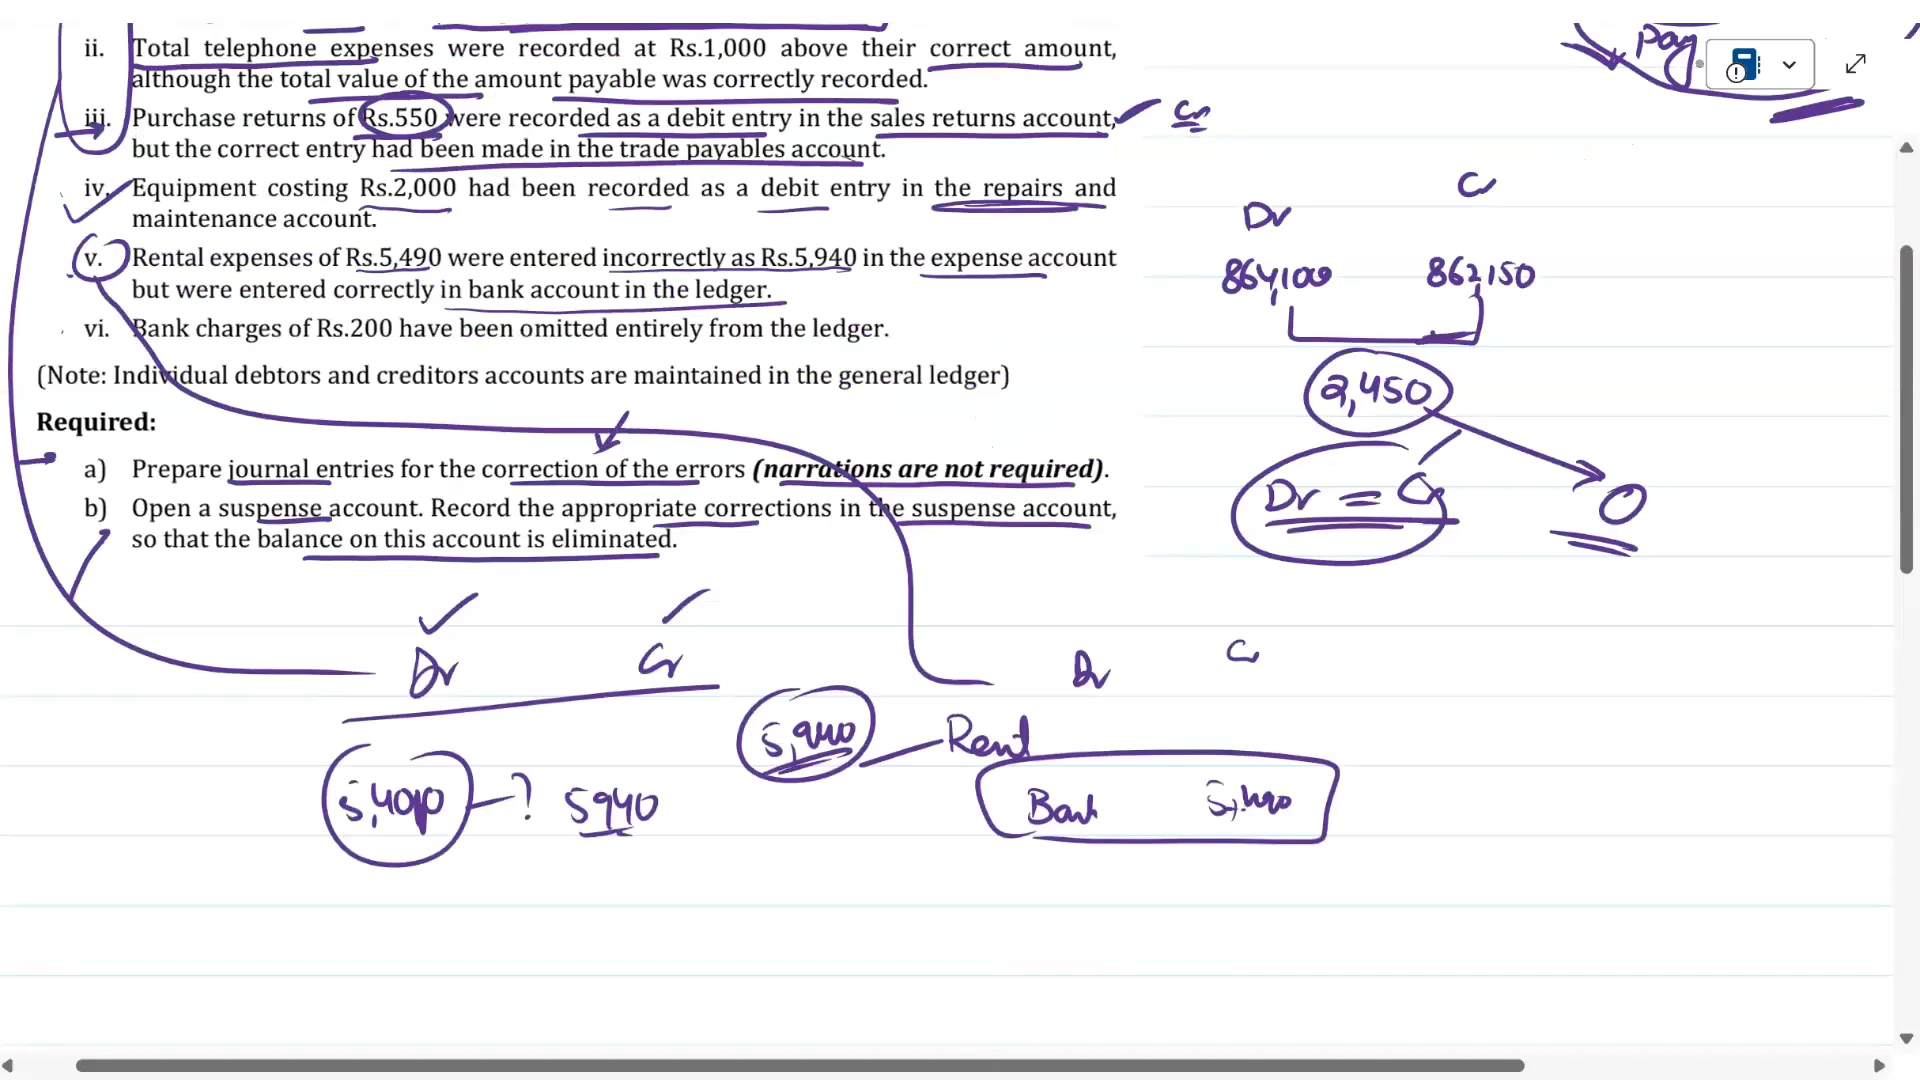 Pay
ii. Total telephone expenses were recorded at Rs.1,000 above their correct amount,
although the total value of the amount payable was correctly recorded.
iii. Purchase returns of Rs.550 were recorded as a debit entry in the sales returns account, Cr
but the correct entry had been made in the trade payables account.
iv. Equipment costing Rs.2,000 had been recorded as a debit entry in the repairs and
maintenance account.
v. Rental expenses of Rs.5,490 were entered incorrectly as Rs.5,940 in the expense account
but were entered correctly in bank account in the ledger.
vi. Bank charges of Rs.200 have been omitted entirely from the ledger.
(Note: Individual debtors and creditors accounts are maintained in the general ledger)
Required:
a) Prepare journal entries for the correction of the errors (narrations are not required).
b) Open a suspense account. Record the appropriate corrections in the suspense account,
so that the balance on this account is eliminated.
Dr Cr
864,100 862,150
2,450
Dr = Cr 0
Dr Cr
? 5940
Dr Cr
5,940 Rent
Bank